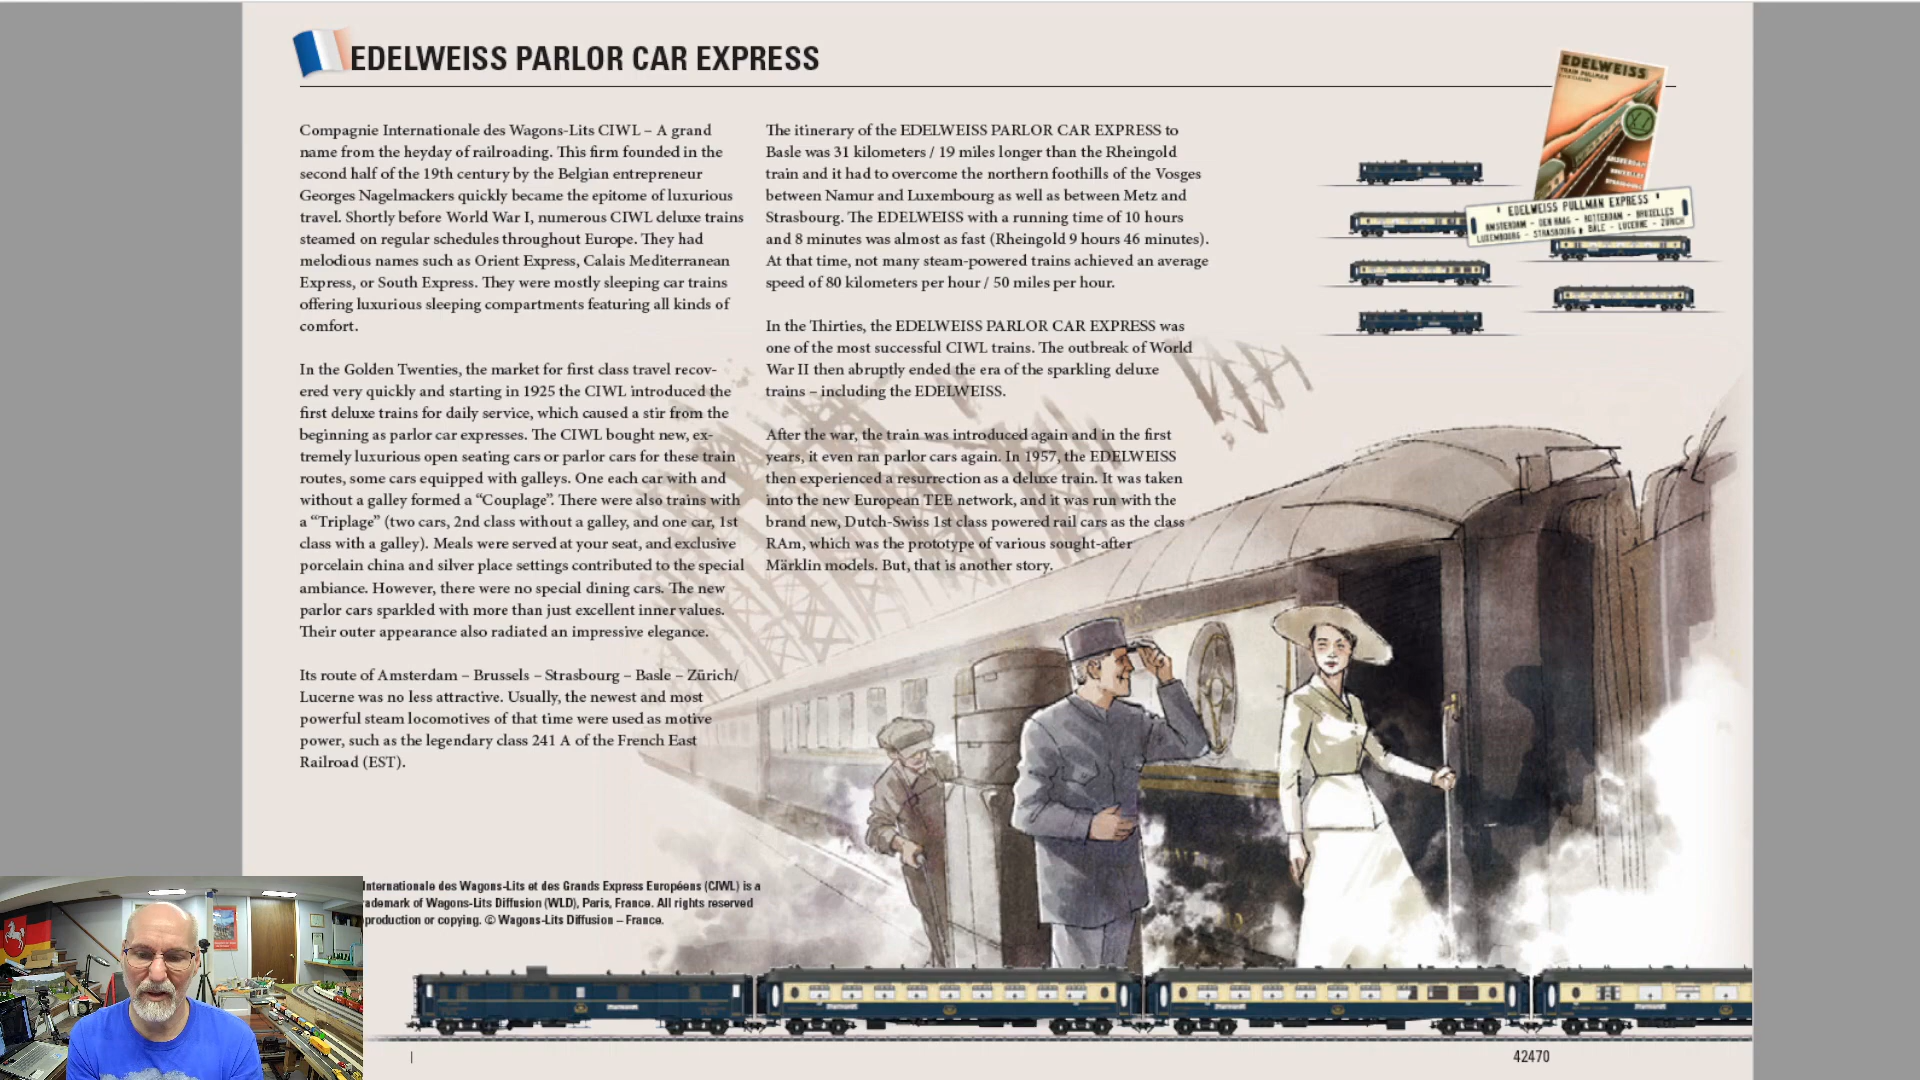 EDELWEISS PARLOR CAR EXPRESS
Compagnie Internationale des Wagons-Lits CIWL – A grand
name from the heyday of railroading. This firm founded in the
second half of the 19th century by the Belgian entrepreneur
Georges Nagelmackers quickly became the epitome of luxurious
travel. Shortly before World War I, numerous CIWL deluxe trains
steamed on regular schedules throughout Europe. They had
melodious names such as Orient Express, Calais Mediterranean
Express, or South Express. They were mostly sleeping car trains
offering luxurious sleeping compartments featuring all kinds of
comfort.
In the Golden Twenties, the market for first class travel recov-
ered very quickly and starting in 1925 the CIWL introduced the
first deluxe trains for daily service, which caused a stir from the
beginning as parlor car expresses. The CIWL bought new, ex-
tremely luxurious open seating cars or parlor cars for these train
routes, some cars equipped with galleys. One each car with and
without a galley formed a “Couplage”. There were also trains with
a “Triplage” (two cars, 2nd class without a galley, and one car, 1st
class with a galley). Meals were served at your seat, and exclusive
porcelain china and silver place settings contributed to the special
ambiance. However, there were no special dining cars. The new
parlor cars sparkled with more than just excellent inner values.
Their outer appearance also radiated an impressive elegance.
Its route of Amsterdam – Brussels – Strasbourg – Basle – Zürich/
Lucerne was no less attractive. Usually, the newest and most
powerful steam locomotives of that time were used as motive
power, such as the legendary class 241 A of the French East
Railroad (EST).
The itinerary of the EDELWEISS PARLOR CAR EXPRESS to
Basle was 31 kilometers / 19 miles longer than the Rheingold
train and it had to overcome the northern foothills of the Vosges
between Namur and Luxembourg as well as between Metz and
Strasbourg. The EDELWEISS with a running time of 10 hours
and 8 minutes was almost as fast (Rheingold 9 hours 46 minutes).
At that time, not many steam-powered trains achieved an average
speed of 80 kilometers per hour / 50 miles per hour.
In the Thirties, the EDELWEISS PARLOR CAR EXPRESS was
one of the most successful CIWL trains. The outbreak of World
War II then abruptly ended the era of the sparkling deluxe
trains – including the EDELWEISS.
After the war, the train was introduced again and in the first
years, it even ran parlor cars again. In 1957, the EDELWEISS
then experienced a resurrection as a deluxe train. It was taken
into the new European TEE network, and it was run with the
brand new, Dutch-Swiss 1st class powered rail cars as the class
RAm, which was the prototype of various sought-after
Märklin models. But, that is another story.
EDELWEISS
TRAIN PULLMAN
AMSTERDAM
BRUXELLES
STRASBOURG
EDELWEISS PULLMAN EXPRESS
AMSTERDAM - DEN HAAG - ROTTERDAM - BRUXELLES
LUXEMBOURG - STRASBOURG - BÂLE - LUCERNE - ZÜRICH
Internationale des Wagons-Lits et des Grands Express Européens (CIWL) is a
ademark of Wagons-Lits Diffusion (WLD), Paris, France. All rights reserved
production or copying. © Wagons-Lits Diffusion – France.
42470